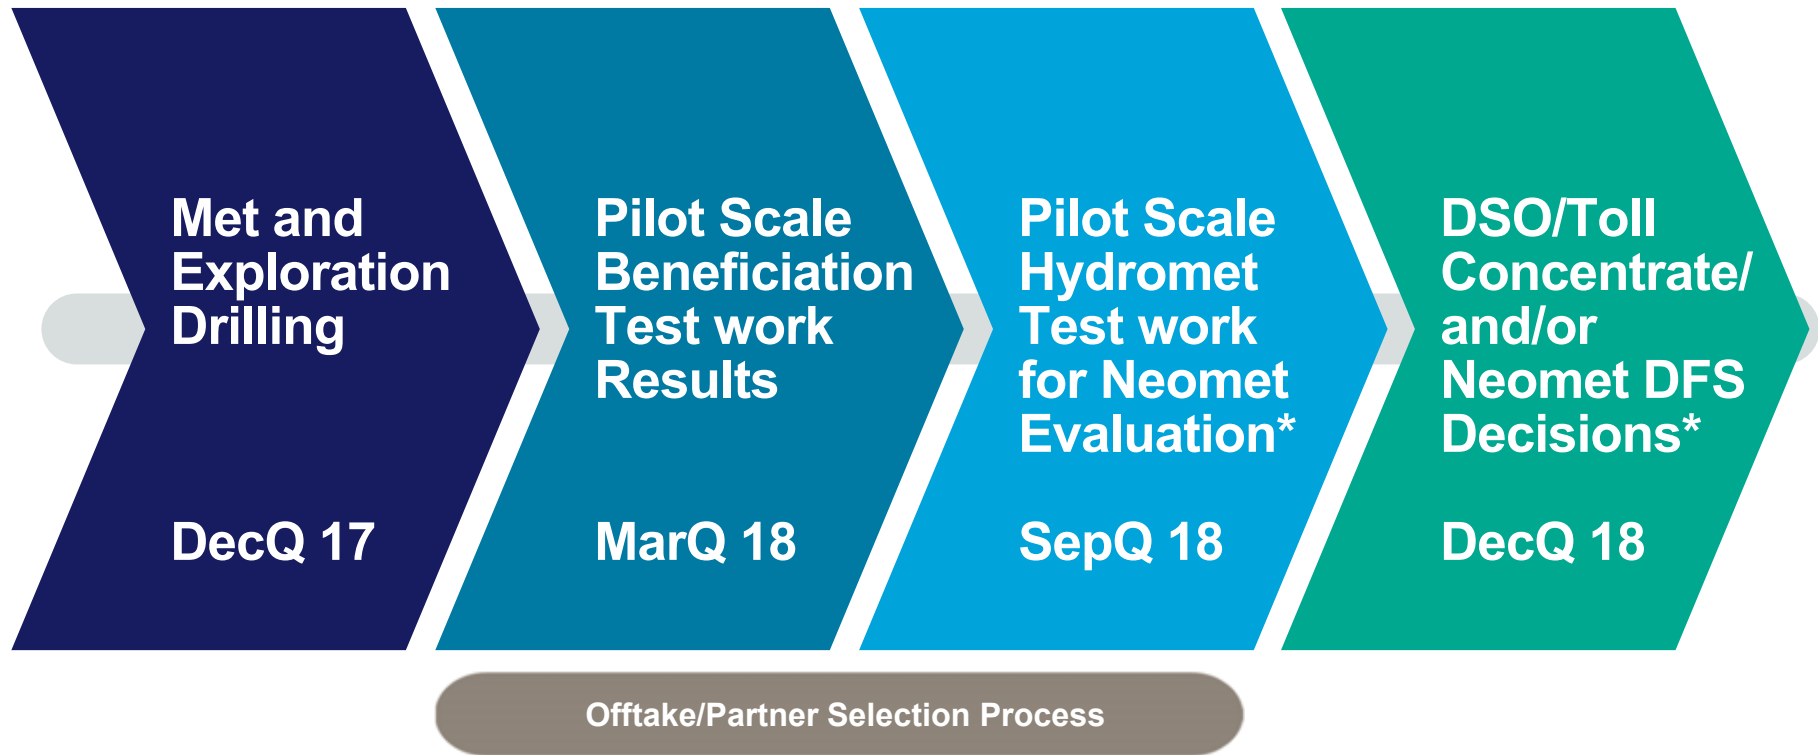 Met and
Exploration
Drilling
DecQ 17
Pilot Scale
Beneficiation
Test work
Results
MarQ 18
Pilot Scale
Hydromet
Test work
for Neomet
Evaluation*
SepQ 18
DSO/Toll
Concentrate/
and/or
Neomet DFS
Decisions*
DecQ 18
Offtake/Partner Selection Process